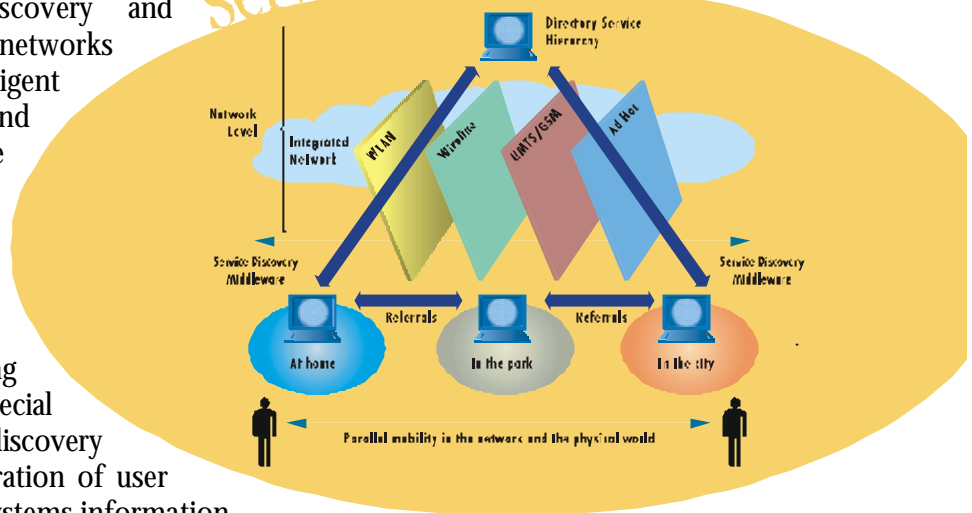 scovery and
networks
igent
nd
e
ng
ecial
discovery
ration of user
stems information
Directory Service
Hierarchy
Network
Level
Integrated
Network
WLAN
Wireline
UMTS/GSM
Ad Hot
Service Discovery
Middleware
Service Discovery
Middleware
Referrals
Referrals
At home
In the park
In the city
Parallel mobility in the network and the physical world